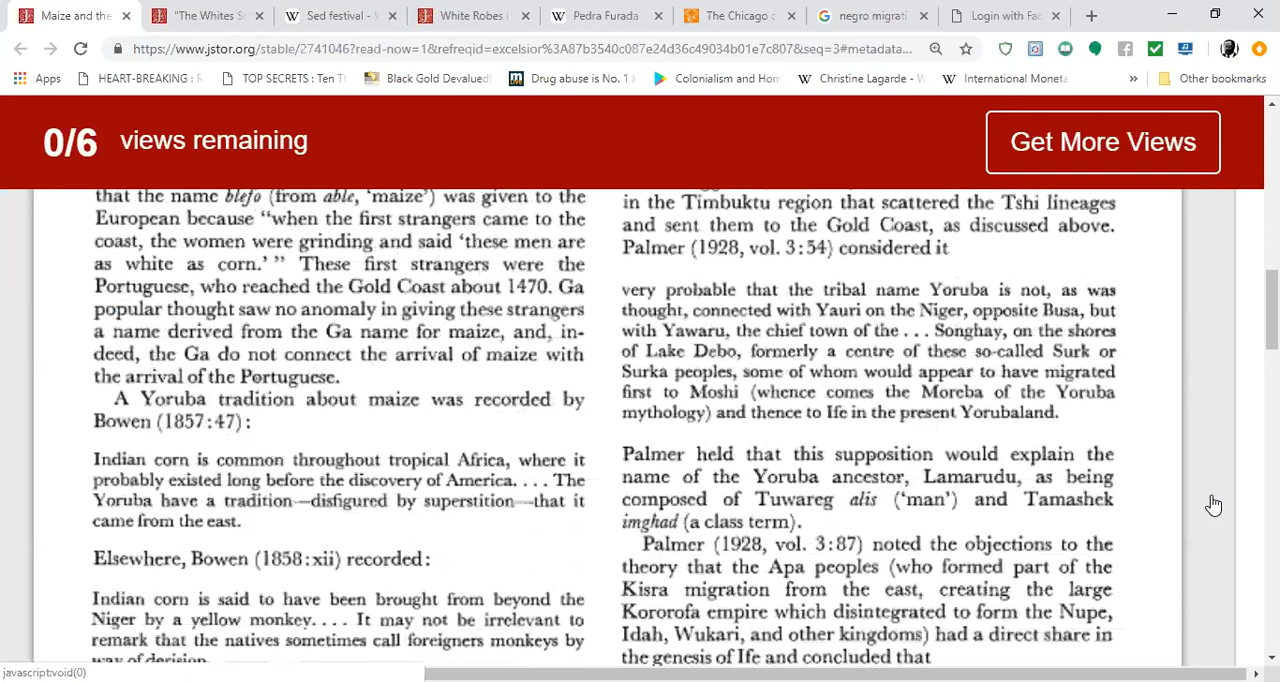 Maize and the
"The Whites S
Sed festival -
White Robes i
Pedra Furada
The Chicago c
negro migrati
Login with Fac
https://www.jstor.org/stable/2741046?read-now=1&refreqid=excelsior%3A87b3540c087e24d36c49034b01e7c807&seq=3#metadata...
Apps
HEART-BREAKING :
TOP SECRETS : Ten Th
Black Gold Devalued
Drug abuse is No. 1
Colonialism and Hom
Christine Lagarde -
International Moneta
»
Other bookmarks
0/6 views remaining
Get More Views
that the name blefo (from able, 'maize') was given to the
European because "when the first strangers came to the
coast, the women were grinding and said 'these men are
as white as corn.' " These first strangers were the
Portuguese, who reached the Gold Coast about 1470. Ga
popular thought saw no anomaly in giving these strangers
a name derived from the Ga name for maize, and, in-
deed, the Ga do not connect the arrival of maize with
the arrival of the Portuguese.
A Yoruba tradition about maize was recorded by
Bowen (1857:47):
Indian corn is common throughout tropical Africa, where it
probably existed long before the discovery of America. . . . The
Yoruba have a tradition—disfigured by superstition—that it
came from the east.
Elsewhere, Bowen (1858:xii) recorded:
Indian corn is said to have been brought from beyond the
Niger by a yellow monkey. . . . It may not be irrelevant to
remark that the natives sometimes call foreigners monkeys by
way of derision.
in the Timbuktu region that scattered the Tshi lineages
and sent them to the Gold Coast, as discussed above.
Palmer (1928, vol. 3:54) considered it
very probable that the tribal name Yoruba is not, as was
thought, connected with Yauri on the Niger, opposite Busa, but
with Yawaru, the chief town of the . . . Songhay, on the shores
of Lake Debo, formerly a centre of these so-called Surk or
Surka peoples, some of whom would appear to have migrated
first to Moshi (whence comes the Moreba of the Yoruba
mythology) and thence to Ife in the present Yorubaland.
Palmer held that this supposition would explain the
name of the Yoruba ancestor, Lamarudu, as being
composed of Tuwareg alis ('man') and Tamashek
imghad (a class term).
Palmer (1928, vol. 3:87) noted the objections to the
theory that the Apa peoples (who formed part of the
Kisra migration from the east, creating the large
Kororofa empire which disintegrated to form the Nupe,
Idah, Wukari, and other kingdoms) had a direct share in
the genesis of Ife and concluded that
javascript:void(0)